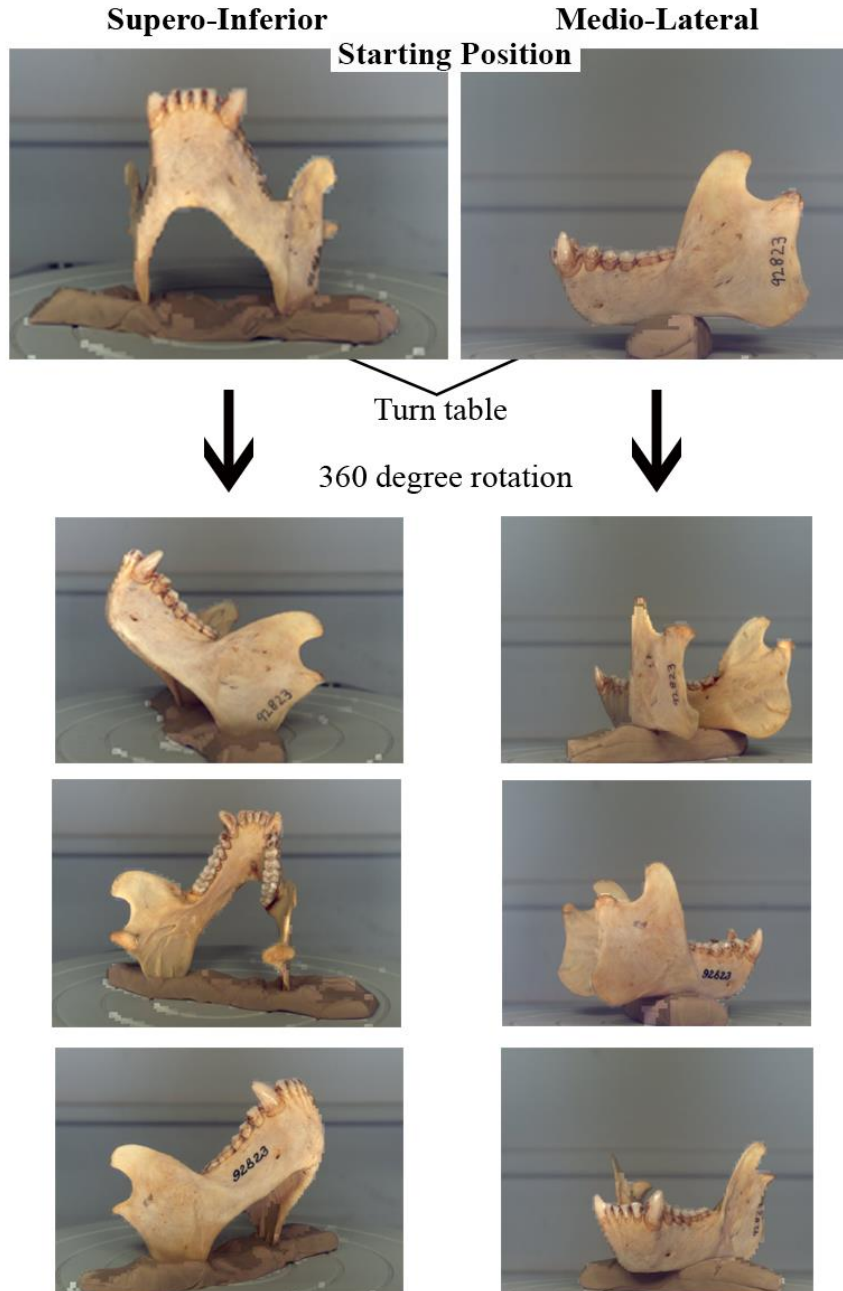 Supero-Inferior
Medio-Lateral
Starting Position
92823
Turn table
360 degree rotation
92823
92823
92823
92823